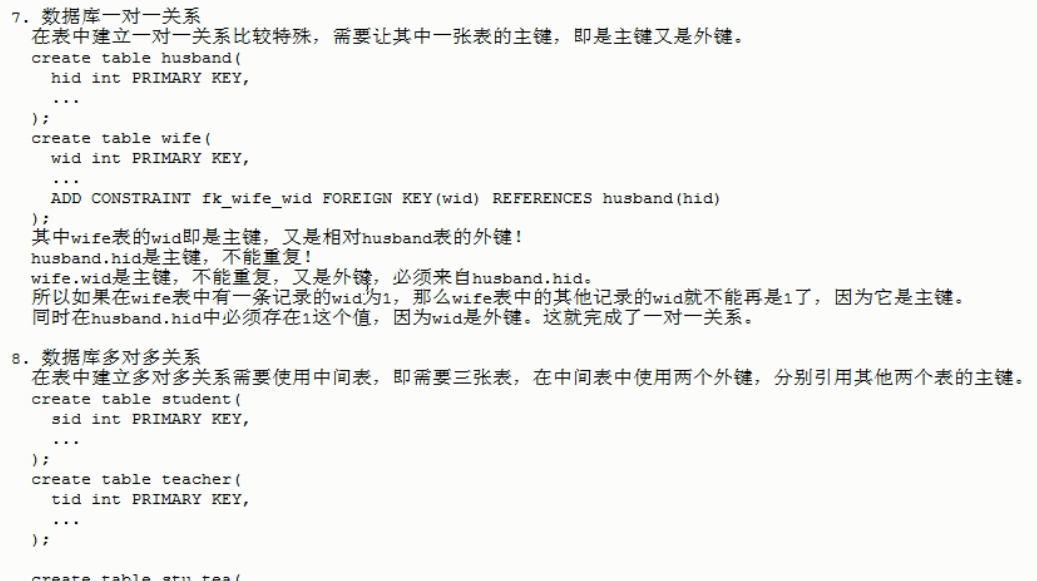 7. 数据库一对一关系
在表中建立一对一关系比较特殊，需要让其中一张表的主键，即是主键又是外键。
create table husband(
hid int PRIMARY KEY,
...
);
create table wife(
wid int PRIMARY KEY,
...
ADD CONSTRAINT fk_wife_wid FOREIGN KEY(wid) REFERENCES husband(hid)
);
其中wife表的wid即是主键，又是相对husband表的外键！
husband.hid是主键，不能重复！
wife.wid是主键，不能重复，又是外键，必须来自husband.hid。
所以如果在wife表中有一条记录的wid为1，那么wife表中的其他记录的wid就不能再是1了，因为它是主键。
同时在husband.hid中必须存在1这个值，因为wid是外键。这就完成了一对一关系。
8. 数据库多对多关系
在表中建立多对多关系需要使用中间表，即需要三张表，在中间表中使用两个外键，分别引用其他两个表的主键。
create table student(
sid int PRIMARY KEY,
...
);
create table teacher(
tid int PRIMARY KEY,
...
);
create table stu_tea(